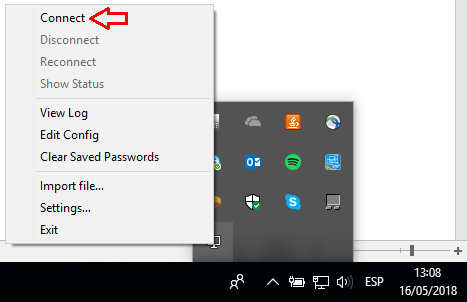 Connect
Disconnect
Reconnect
Show Status
View Log
Edit Config
Clear Saved Passwords
Import file...
Settings...
Exit
ESP
13:08
16/05/2018